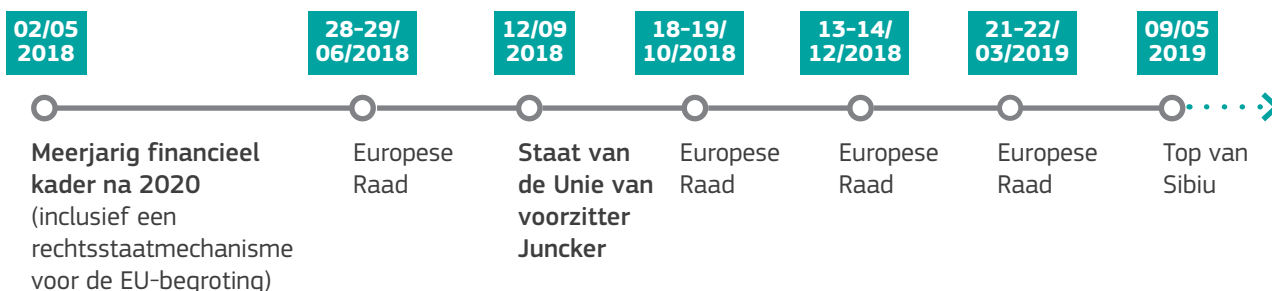 02/05
2018
28-29/
06/2018
12/09
2018
18-19/
10/2018
13-14/
12/2018
21-22/
03/2019
09/05
2019
Meerjarig financieel
kader na 2020
(inclusief een
rechtsstaatmechanisme
voor de EU-begroting)
Europese
Raad
Staat van
de Unie van
voorzitter
Juncker
Europese
Raad
Europese
Raad
Europese
Raad
Top van
Sibiu